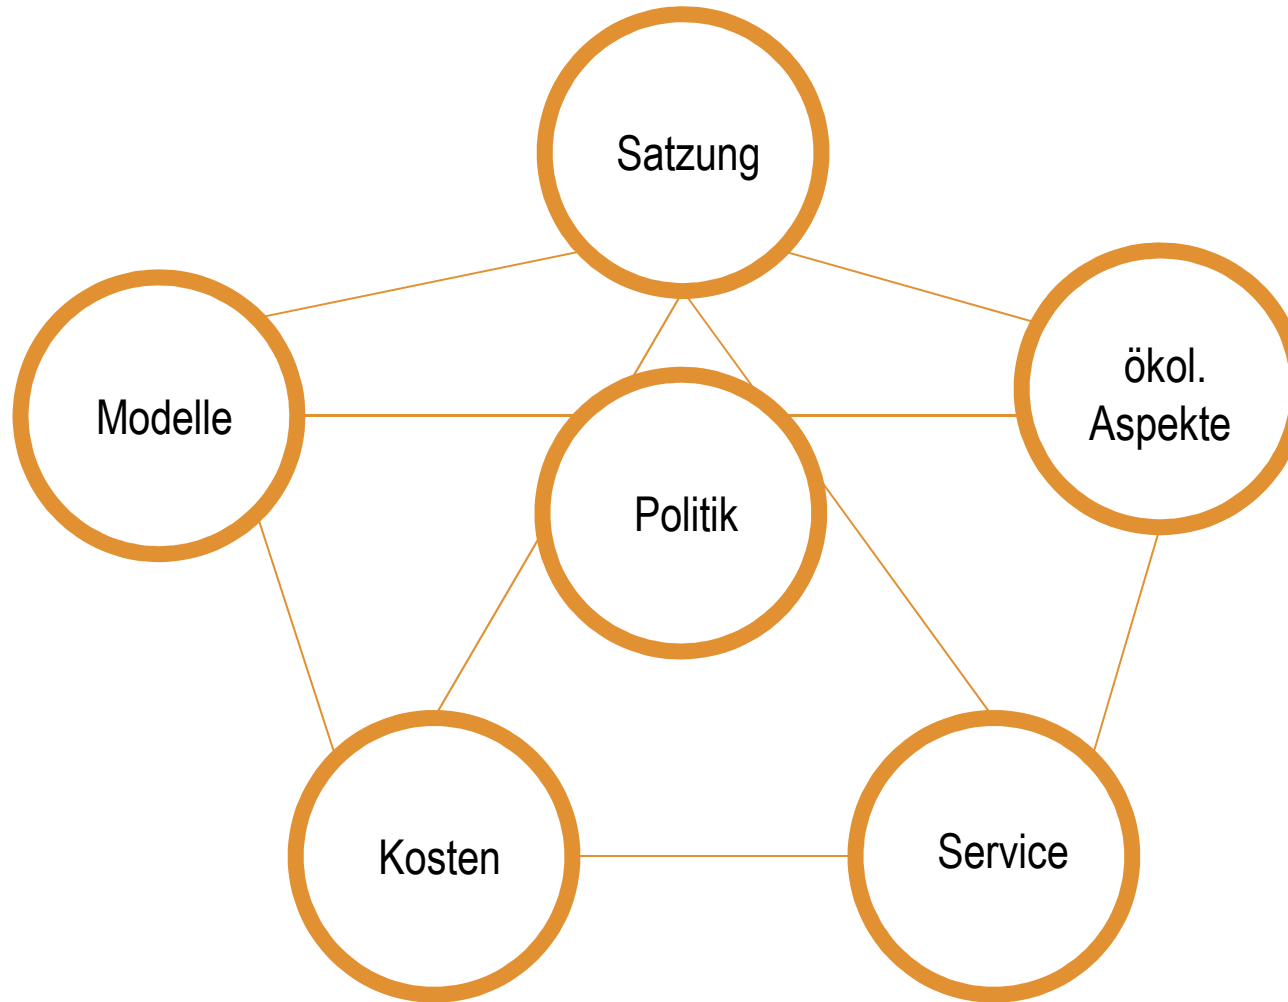 Satzung
ökol.
Aspekte
Modelle
Politik
Kosten
Service